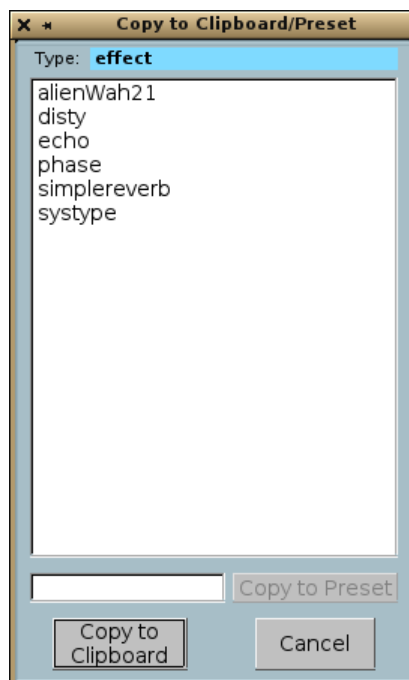 Copy to Clipboard/Preset
Type: effect
alienWah21
disty
echo
phase
simplereverb
systype
Copy to Preset
Copy to
Clipboard
Cancel